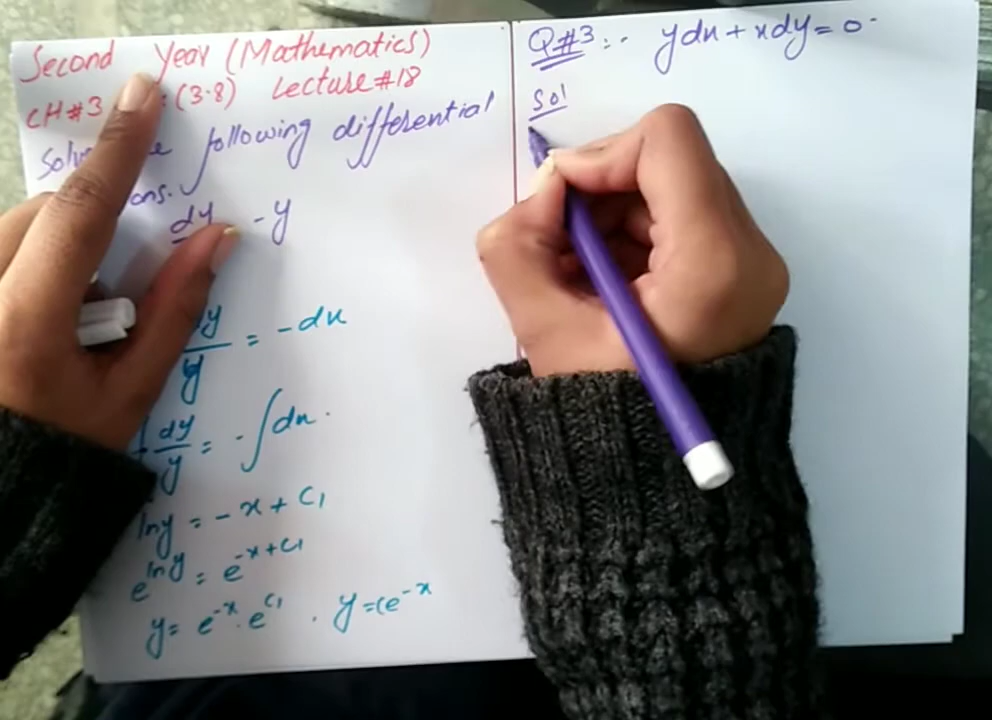 Second Year (Mathematics)
CH#3 (3.8) Lecture#18
Solve following differential
ons.
dy -y
dy/y = -dx
∫dy/y = -∫dx.
lny = -x + C1
e^lny = e^-x+C1
y = e^-x . e^C1 . y = ce^-x
Q#3:- ydx + xdy = 0
Sol